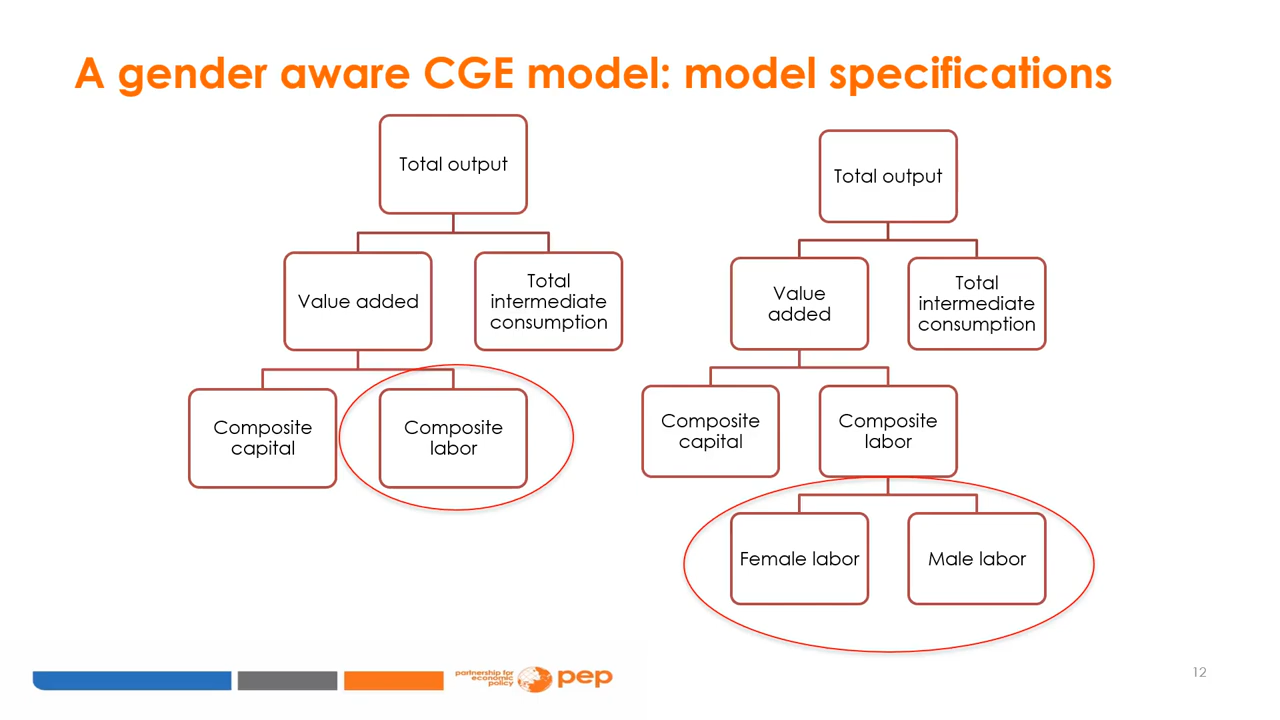 A gender aware CGE model: model specifications
Total output
Value added
Total
intermediate
consumption
Composite
capital
Composite
labor
Total output
Value
added
Total
intermediate
consumption
Composite
capital
Composite
labor
Female labor
Male labor
partnership for
economic
policy
pep
12